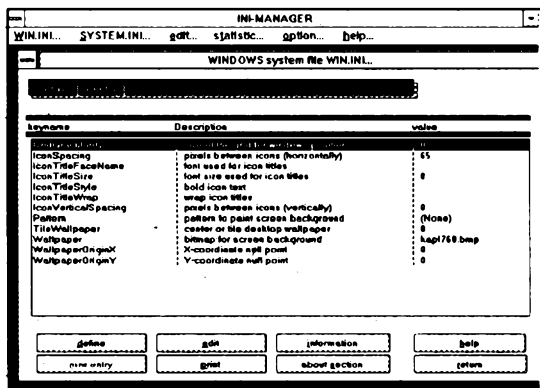 INI-MANAGER
WIN.INI... SYSTEM.INI... edit... statistic... option... help...
WINDOWS system file WIN.INI...
keyname Description value
IconSpacing pixels between icons (horizontally) 65
IconTitleFaceName font used for icon titles
IconTitleSize font size used for icon titles 8
IconTitleStyle bold icon text
IconTitleWrap wrap icon titles
IconVerticalSpacing pixels between icons (vertically) 0
Pattern pattern to paint screen background (None)
TileWallpaper center or tile desktop wallpaper 0
Wallpaper bitmap for screen background kapl760.bmp
WallpaperOriginX X-coordinate null point 0
WallpaperOriginY Y-coordinate null point 0
define edit information help
entry print about section return